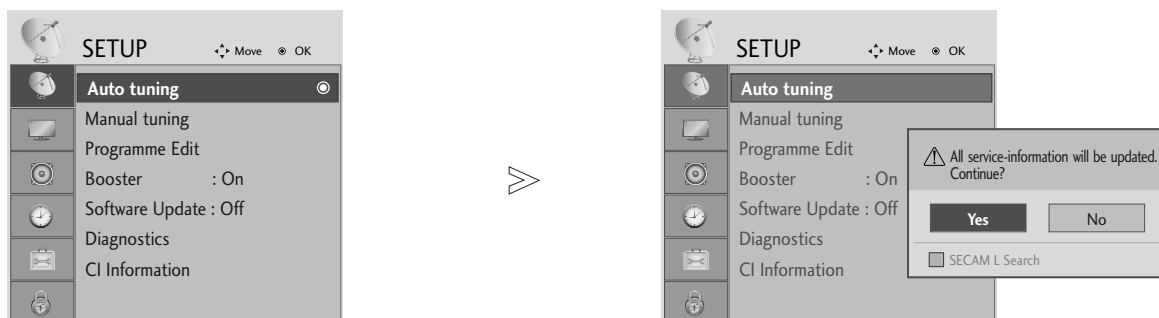 SETUP Move OK
Auto tuning
Manual tuning
Programme Edit
Booster : On
Software Update : Off
Diagnostics
CI Information
SETUP Move OK
Auto tuning
Manual tuning
Programme Edit
Booster : On
Software Update : Off
Diagnostics
CI Information
All service-information will be updated.
Continue?
Yes No
SECAM L Search